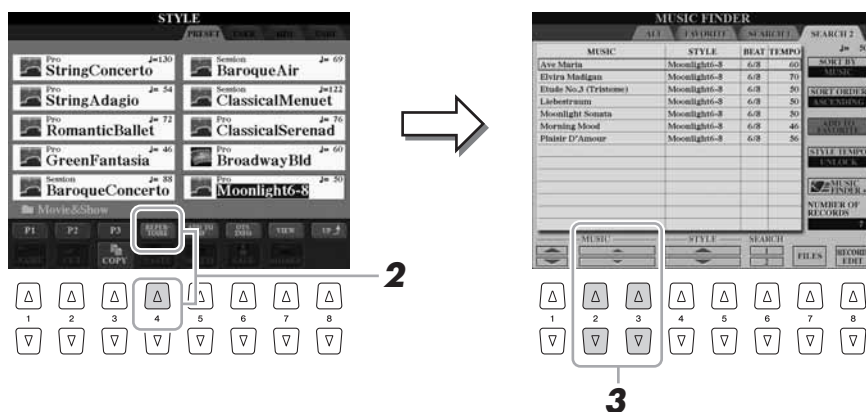 STYLE
PRESET USER
Pro ♩=130
StringConcerto
Session ♩= 69
BaroqueAir
Pro ♩= 54
StringAdagio
Session ♩=122
ClassicalMenuet
Pro ♩= 72
RomanticBallet
Pro ♩= 76
ClassicalSerenad
Pro ♩= 46
GreenFantasia
Pro ♩= 60
BroadwayBld
Session ♩= 88
BaroqueConcerto
Pro ♩= 50
Moonlight6-8
Movie&Show
P1 P2 P3 REPERTOIRE VIEW UP
COPY
1 2 3 4 5 6 7 8
2
MUSIC FINDER
ALL FAVORITE SEARCH 1 SEARCH 2
MUSIC STYLE BEAT TEMPO
Ave Maria Moonlight6-8 6/8 60
Elvira Madigan Moonlight6-8 6/8 70
Etude No.3 (Tristesse) Moonlight6-8 6/8 50
Liebestraum Moonlight6-8 6/8 50
Moonlight Sonata Moonlight6-8 6/8 50
Morning Mood Moonlight6-8 6/8 46
Plaisir D'Amour Moonlight6-8 6/8 56
SORT BY
MUSIC
SORT ORDER
ASCENDING
ADD TO
FAVORITE
STYLE TEMPO
UNLOCK
MUSIC
FINDER+
NUMBER OF
RECORDS
7
MUSIC STYLE SEARCH
1
2
FILES RECORD
EDIT
1 2 3 4 5 6 7 8
3